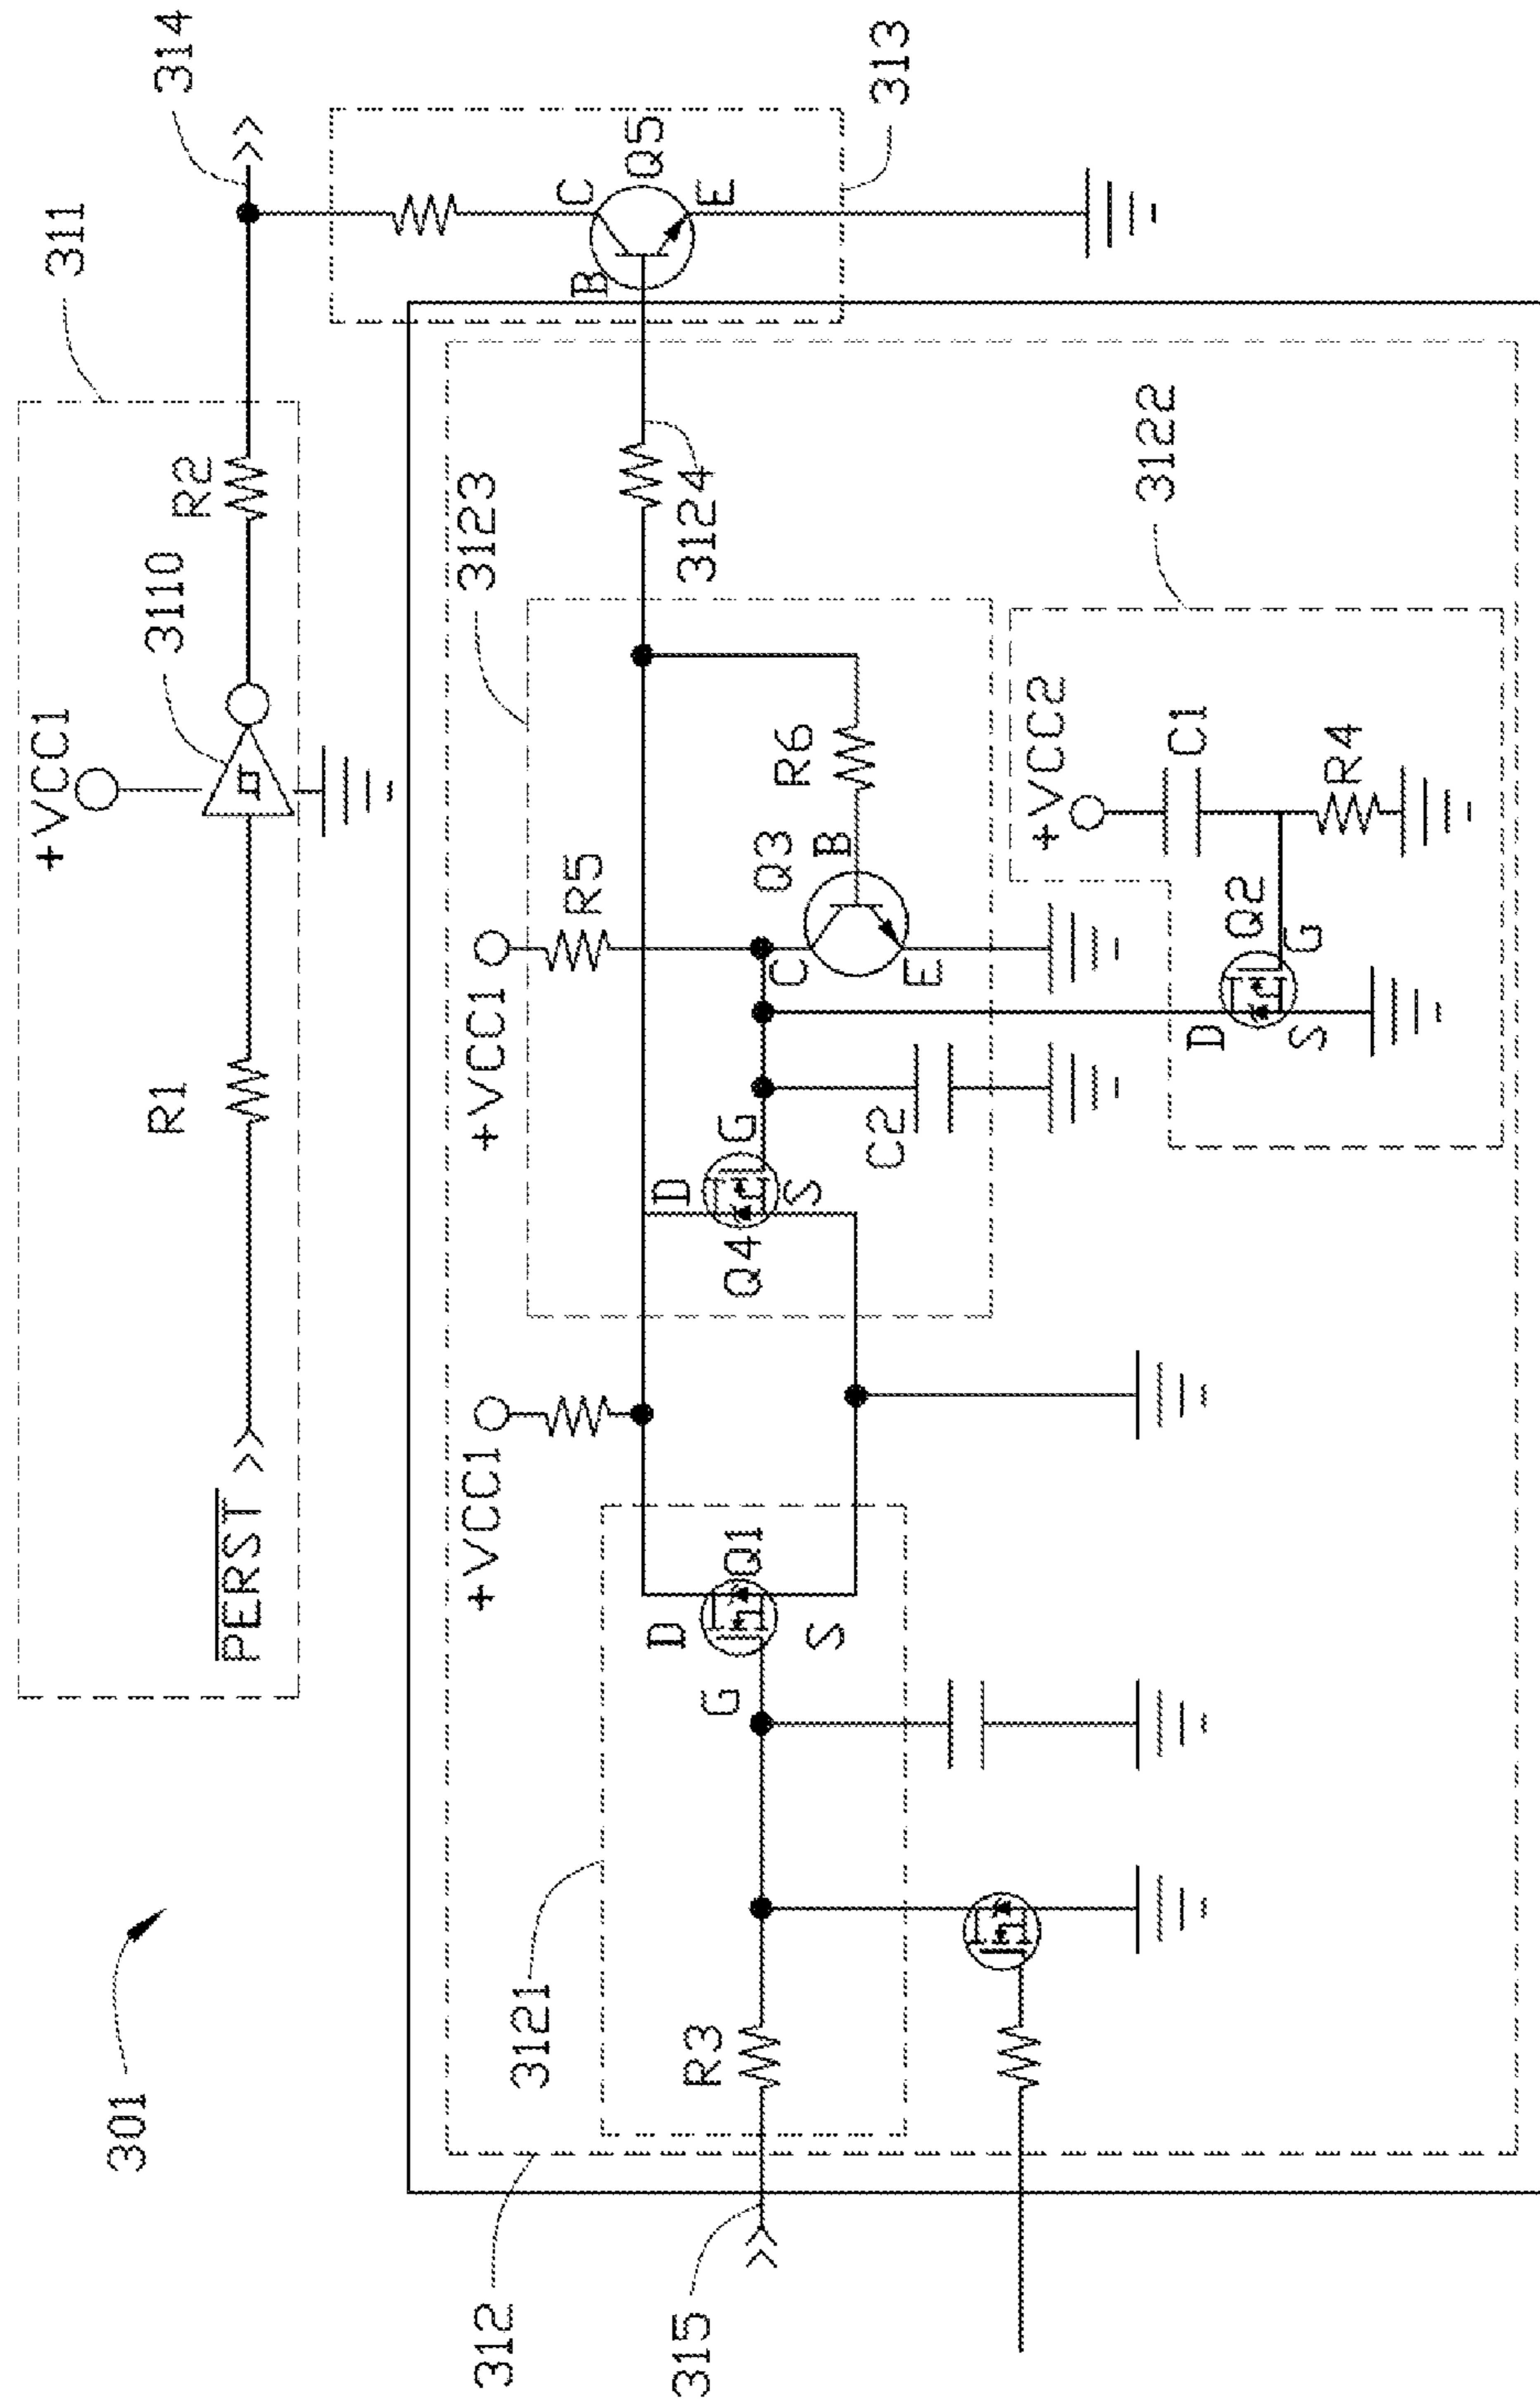 301
311
314
+VCC1
3110
R1
R2
PERST
312
315
3121
R3
G
D
Q1
S
+VCC1
+VCC1
R5
3123
D
G
Q4
S
C2
Q3
C
B
E
R6
3124
3122
+VCC2
C1
R4
D
Q2
G
S
B
C
Q5
E
313